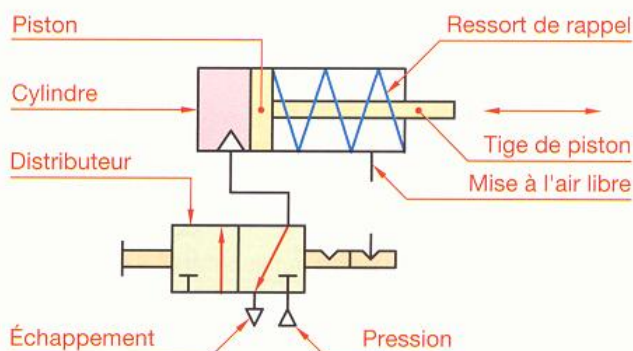 Piston
Ressort de rappel
Cylindre
Tige de piston
Distributeur
Mise à l'air libre
Échappement
Pression